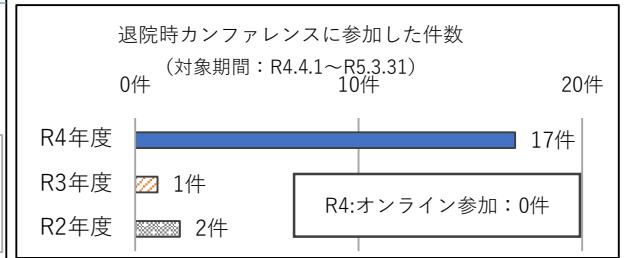 退院時カンファレンスに参加した件数
（対象期間：R4.4.1～R5.3.31）
0件 10件 20件
R4年度 17件
R3年度 1件
R2年度 2件
R4:オンライン参加：0件